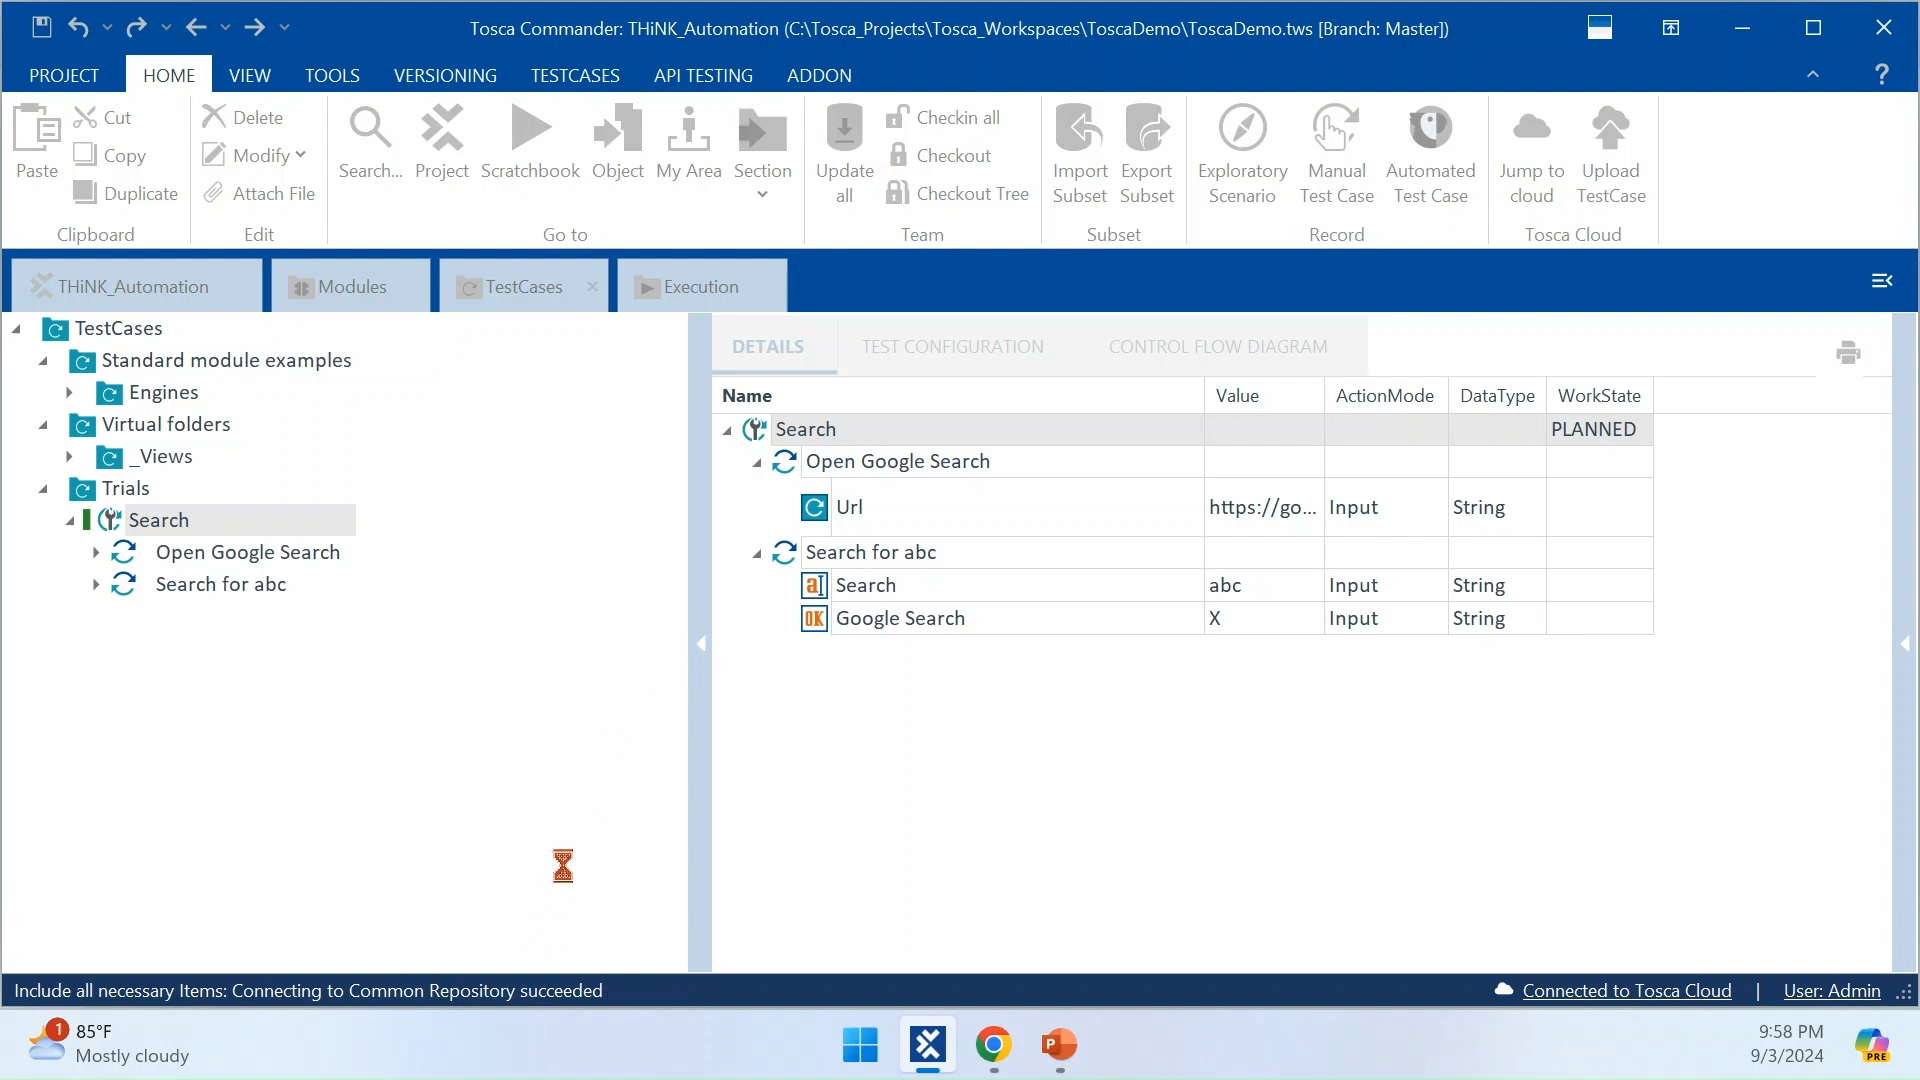 Tosca Commander: THiNK_Automation (C:\Tosca_Projects\Tosca_Workspaces\ToscaDemo\ToscaDemo.tws [Branch: Master])
PROJECT HOME VIEW TOOLS VERSIONING TESTCASES API TESTING ADDON ?
Paste
Cut
Copy
Duplicate
Clipboard
Delete
Modify
Attach File
Edit
Search... Project Scratchbook Object My Area Section
Go to
Update all
Checkin all
Checkout
Checkout Tree
Team
Import Subset
Export Subset
Subset
Exploratory Scenario
Manual Test Case
Automated Test Case
Record
Jump to cloud
Upload TestCase
Tosca Cloud
THiNK_Automation Modules TestCases Execution
TestCases
Standard module examples
Engines
Virtual folders
_Views
Trials
Search
Open Google Search
Search for abc
DETAILS TEST CONFIGURATION CONTROL FLOW DIAGRAM
Name Value ActionMode DataType WorkState
Search PLANNED
Open Google Search
Url https://go... Input String
Search for abc
aI Search abc Input String
OK Google Search X Input String
Include all necessary Items: Connecting to Common Repository succeeded
Connected to Tosca Cloud | User: Admin
1 85°F
Mostly cloudy
P
9:58 PM
9/3/2024
PRE